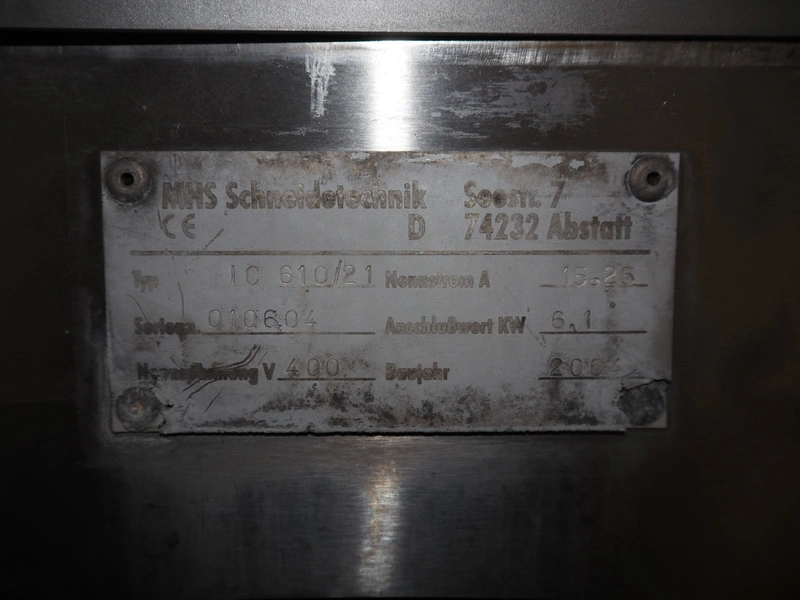 MHS Schneidetechnik Seestr. 7
CE D 74232 Abstatt
Typ IC 610/21 Nennstrom A 15.25
Seriegn. 010604 Anschlußwert KW 6,1
Nennspannung V 400 Baujahr